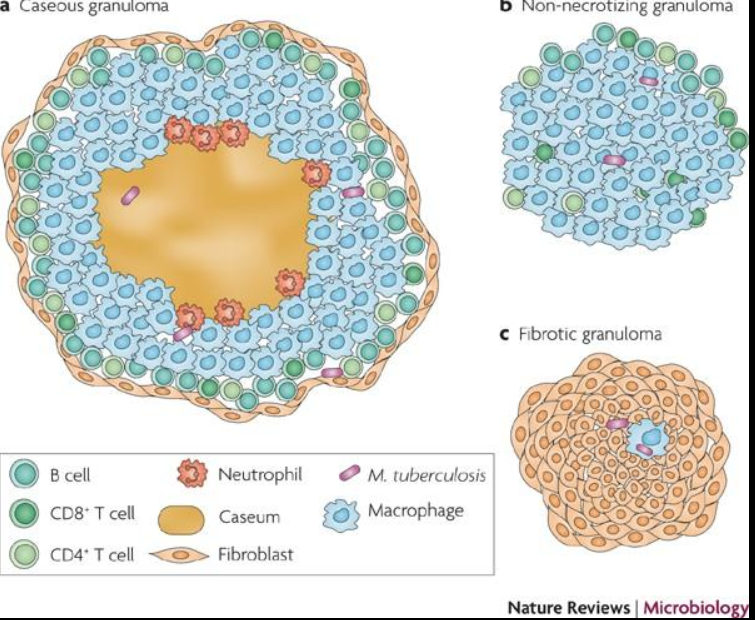 a Caseous granuloma
b Non-necrotizing granuloma
c Fibrotic granuloma
B cell
CD8⁺ T cell
CD4⁺ T cell
Neutrophil
Caseum
Fibroblast
M. tuberculosis
Macrophage
Nature Reviews | Microbiology